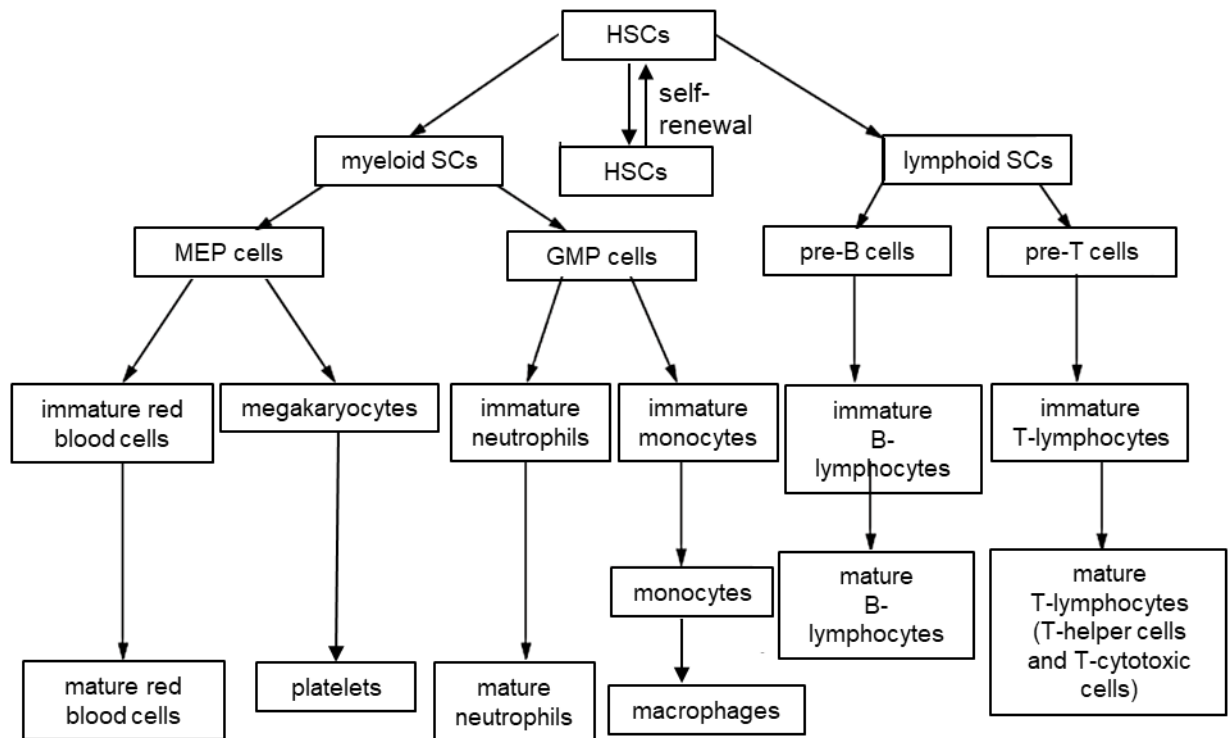 HSCs
self-
renewal
myeloid SCs
HSCs
lymphoid SCs
MEP cells
GMP cells
pre-B cells
pre-T cells
immature red
blood cells
megakaryocytes
immature
neutrophils
immature
monocytes
immature
B-
lymphocytes
immature
T-lymphocytes
mature red
blood cells
platelets
mature
neutrophils
monocytes
macrophages
mature
B-
lymphocytes
mature
T-lymphocytes
(T-helper cells
and T-cytotoxic
cells)